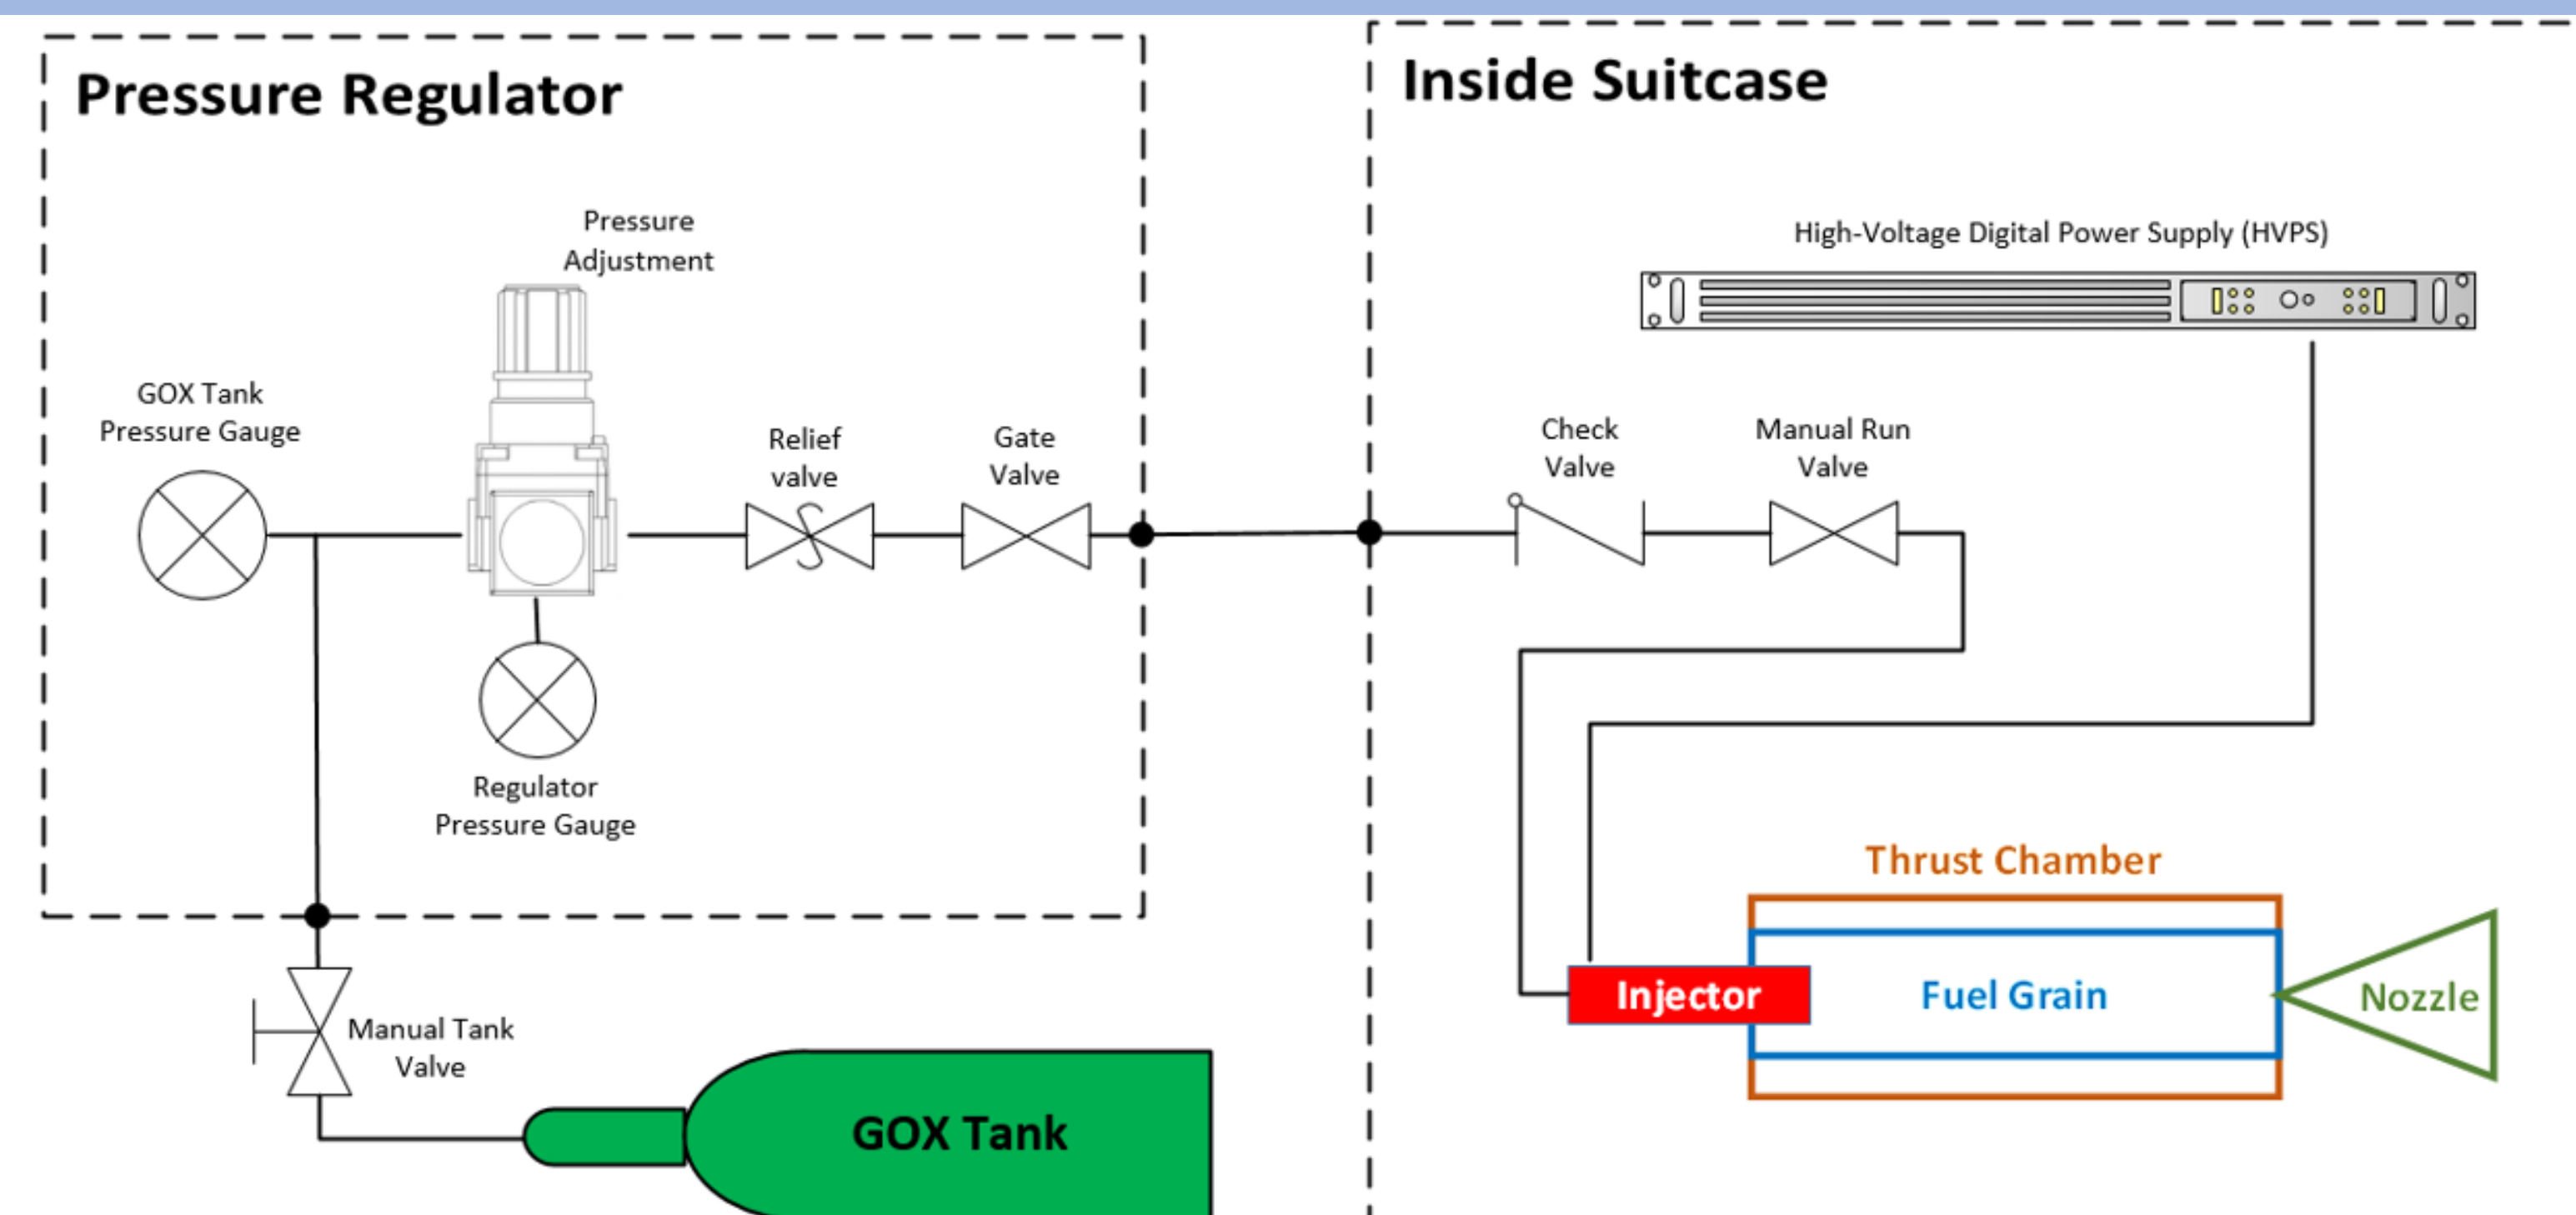 Pressure Regulator
Inside Suitcase
Pressure
Adjustment
High-Voltage Digital Power Supply (HVPS)
GOX Tank
Pressure Gauge
Relief
valve
Gate
Valve
Check
Valve
Manual Run
Valve
Regulator
Pressure Gauge
Thrust Chamber
Injector
Fuel Grain
Nozzle
Manual Tank
Valve
GOX Tank